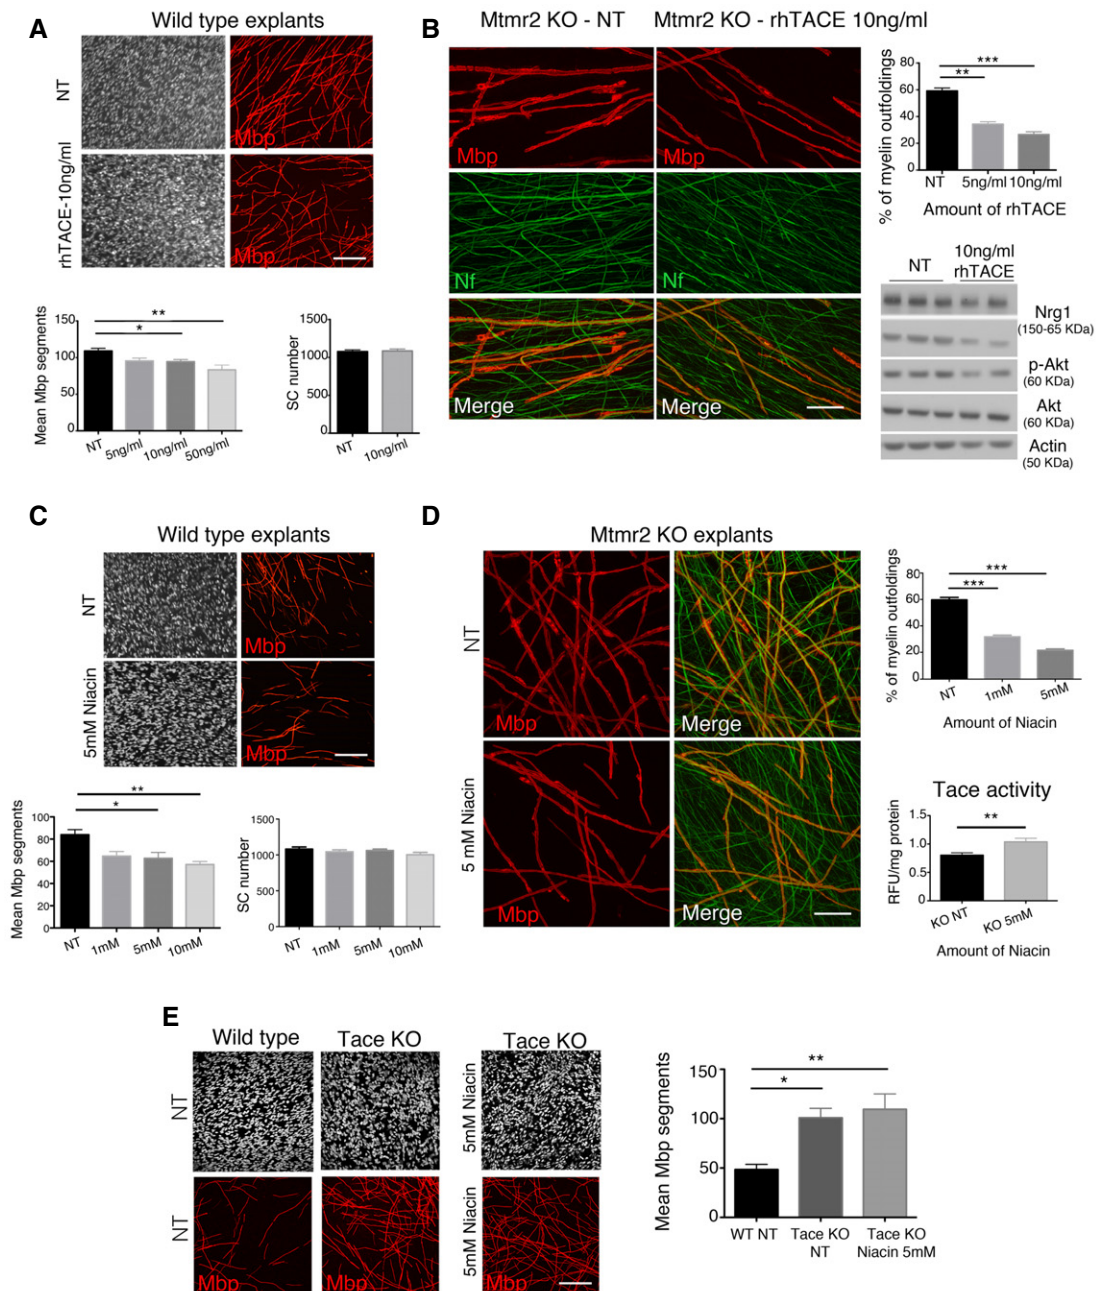 A
Wild type explants
NT
Mbp
rhTACE-10ng/ml
Mbp
Mean Mbp segments
150
100
50
0
**
*
NT
5ng/ml
10ng/ml
50ng/ml
SC number
1500
1000
500
0
NT
10ng/ml
B
Mtmr2 KO - NT
Mtmr2 KO - rhTACE 10ng/ml
Mbp
Mbp
Nf
Merge
Merge
% of myelin outfoldings
80
60
40
20
0
***
**
NT
5ng/ml
10ng/ml
Amount of rhTACE
NT
10ng/ml
rhTACE
Nrg1
(150-65 KDa)
p-Akt
(60 KDa)
Akt
(60 KDa)
Actin
(50 KDa)
C
Wild type explants
NT
Mbp
5mM Niacin
Mbp
Mean Mbp segments
100
80
60
40
20
0
**
*
NT
1mM
5mM
10mM
SC number
1500
1000
500
0
NT
1mM
5mM
10mM
D
Mtmr2 KO explants
NT
Mbp
Merge
5 mM Niacin
Mbp
Merge
% of myelin outfoldings
80
60
40
20
0
***
***
NT
1mM
5mM
Amount of Niacin
Tace activity
RFU/mg protein
1.5
1.0
0.5
0
**
KO NT
KO 5mM
Amount of Niacin
E
Wild type
Tace KO
Tace KO
NT
5mM Niacin
NT
Mbp
Mbp
5mM Niacin
Mbp
Mean Mbp segments
150
100
50
0
**
*
WT NT
Tace KO
NT
Tace KO
Niacin 5mM